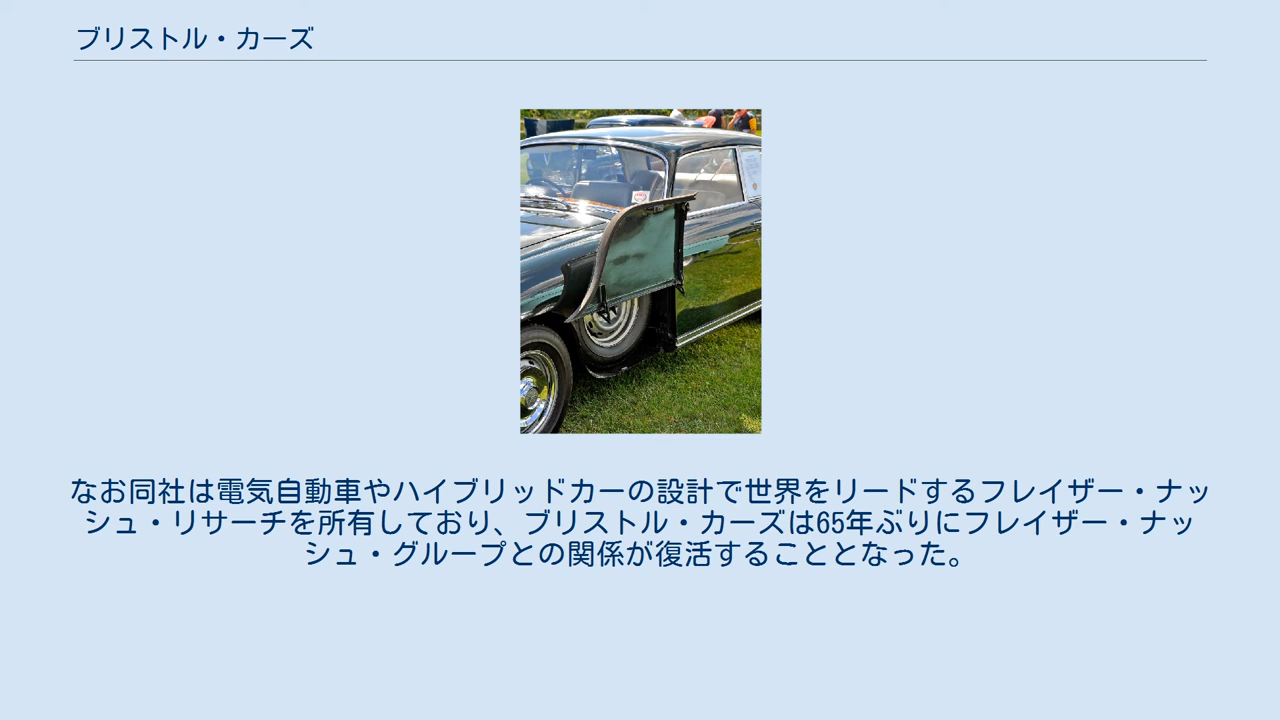 ブリストル・カーズ
なお同社は電気自動車やハイブリッドカーの設計で世界をリードするフレイザー・ナッ
シュ・リサーチを所有しており、ブリストル・カーズは65年ぶりにフレイザー・ナッ
シュ・グループとの関係が復活することとなった。